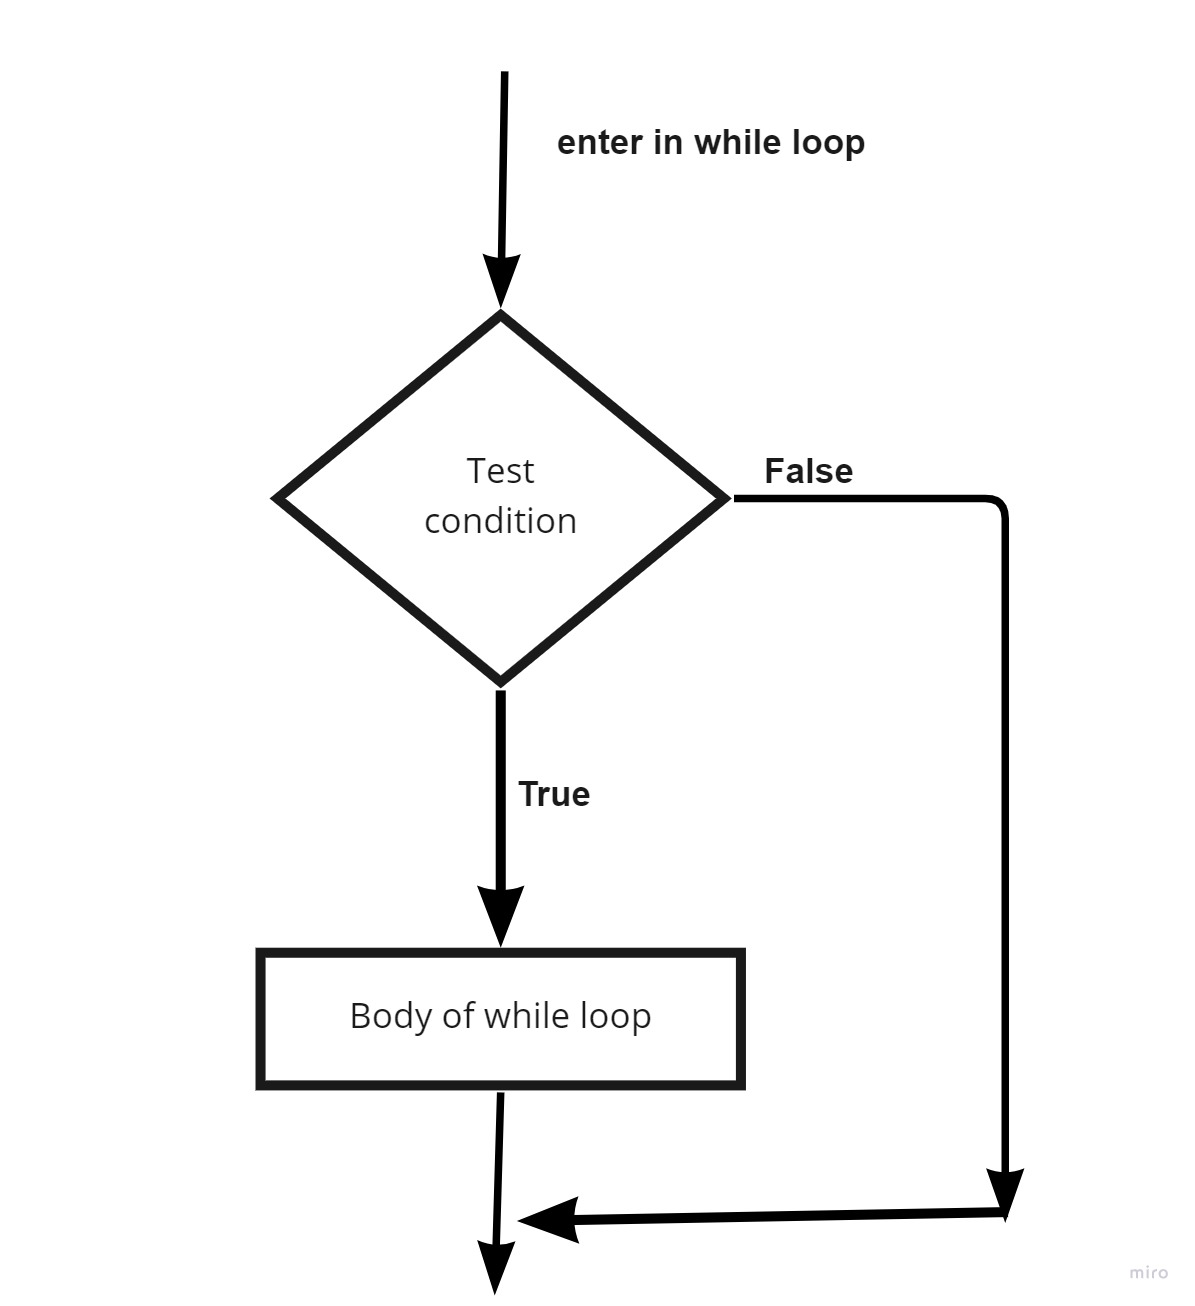 enter in while loop
Test
condition
False
True
Body of while loop
miro